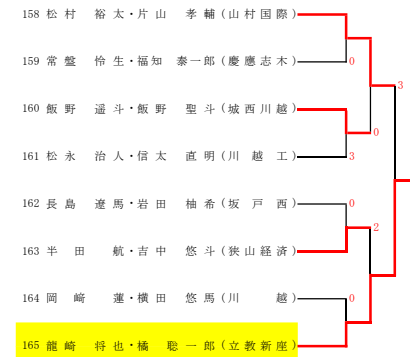 158 松村 裕太・片山 孝輔(山村国際)
3
159 常盤 怜生・福知 泰一郎(慶應志木)
0
160 飯野 遥斗・飯野 聖斗(城西川越)
0
161 松永 治人・信太 直明(川越工)
3
162 長島 遼馬・岩田 柚希(坂戸西)
0
163 半田 航・吉中 悠斗(狭山経済)
2
164 岡崎 蓮・横田 悠馬(川越)
0
165 龍崎 将也・橘 聡一郎(立教新座)